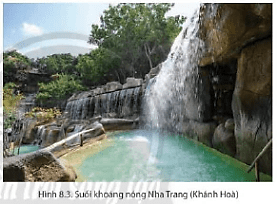 Hình 8.3. Suối khoáng nóng Nha Trang (Khánh Hoà)